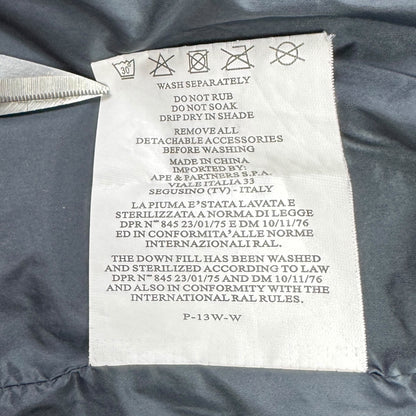 30°
WASH SEPARATELY
DO NOT RUB
DO NOT SOAK
DRIP DRY IN SHADE
REMOVE ALL
DETACHABLE ACCESSORIES
BEFORE WASHING
MADE IN CHINA
IMPORTED BY:
APE & PARTNERS S.P.A.
VIALE ITALIA 33
SEGUSINO (TV) - ITALY
LA PIUMA E'STATA LAVATA E
STERILIZZATA A NORMA DI LEGGE
DPR N° 845 23/01/75 E DM 10/11/76
ED IN CONFORMITA'ALLE NORME
INTERNAZIONALI RAL.
THE DOWN FILL HAS BEEN WASHED
AND STERILIZED ACCORDING TO LAW
DPR N° 845 23/01/75 AND DM 10/11/76
AND ALSO IN CONFORMITY WITH THE
INTERNATIONAL RAL RULES.
P-13W-W